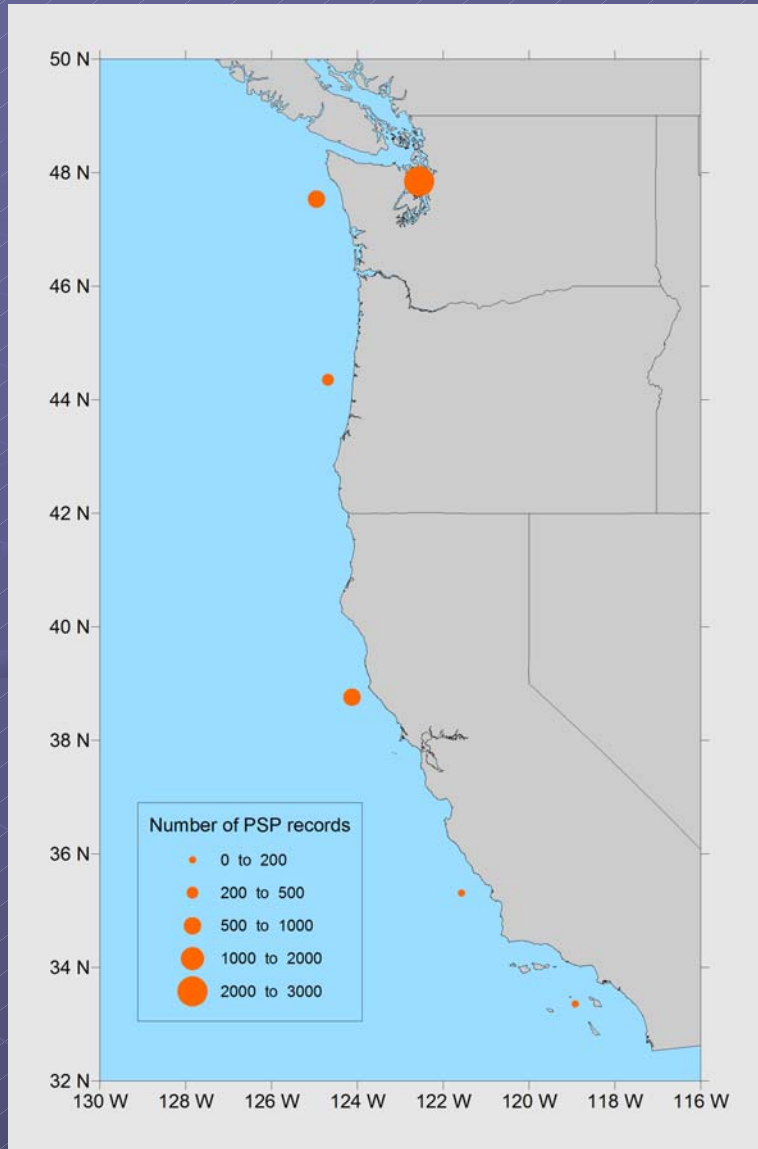 50 N
48 N
46 N
44 N
42 N
40 N
38 N
36 N
34 N
32 N
Number of PSP records
0 to 200
200 to 500
500 to 1000
1000 to 2000
2000 to 3000
130 W 128 W 126 W 124 W 122 W 120 W 118 W 116 W